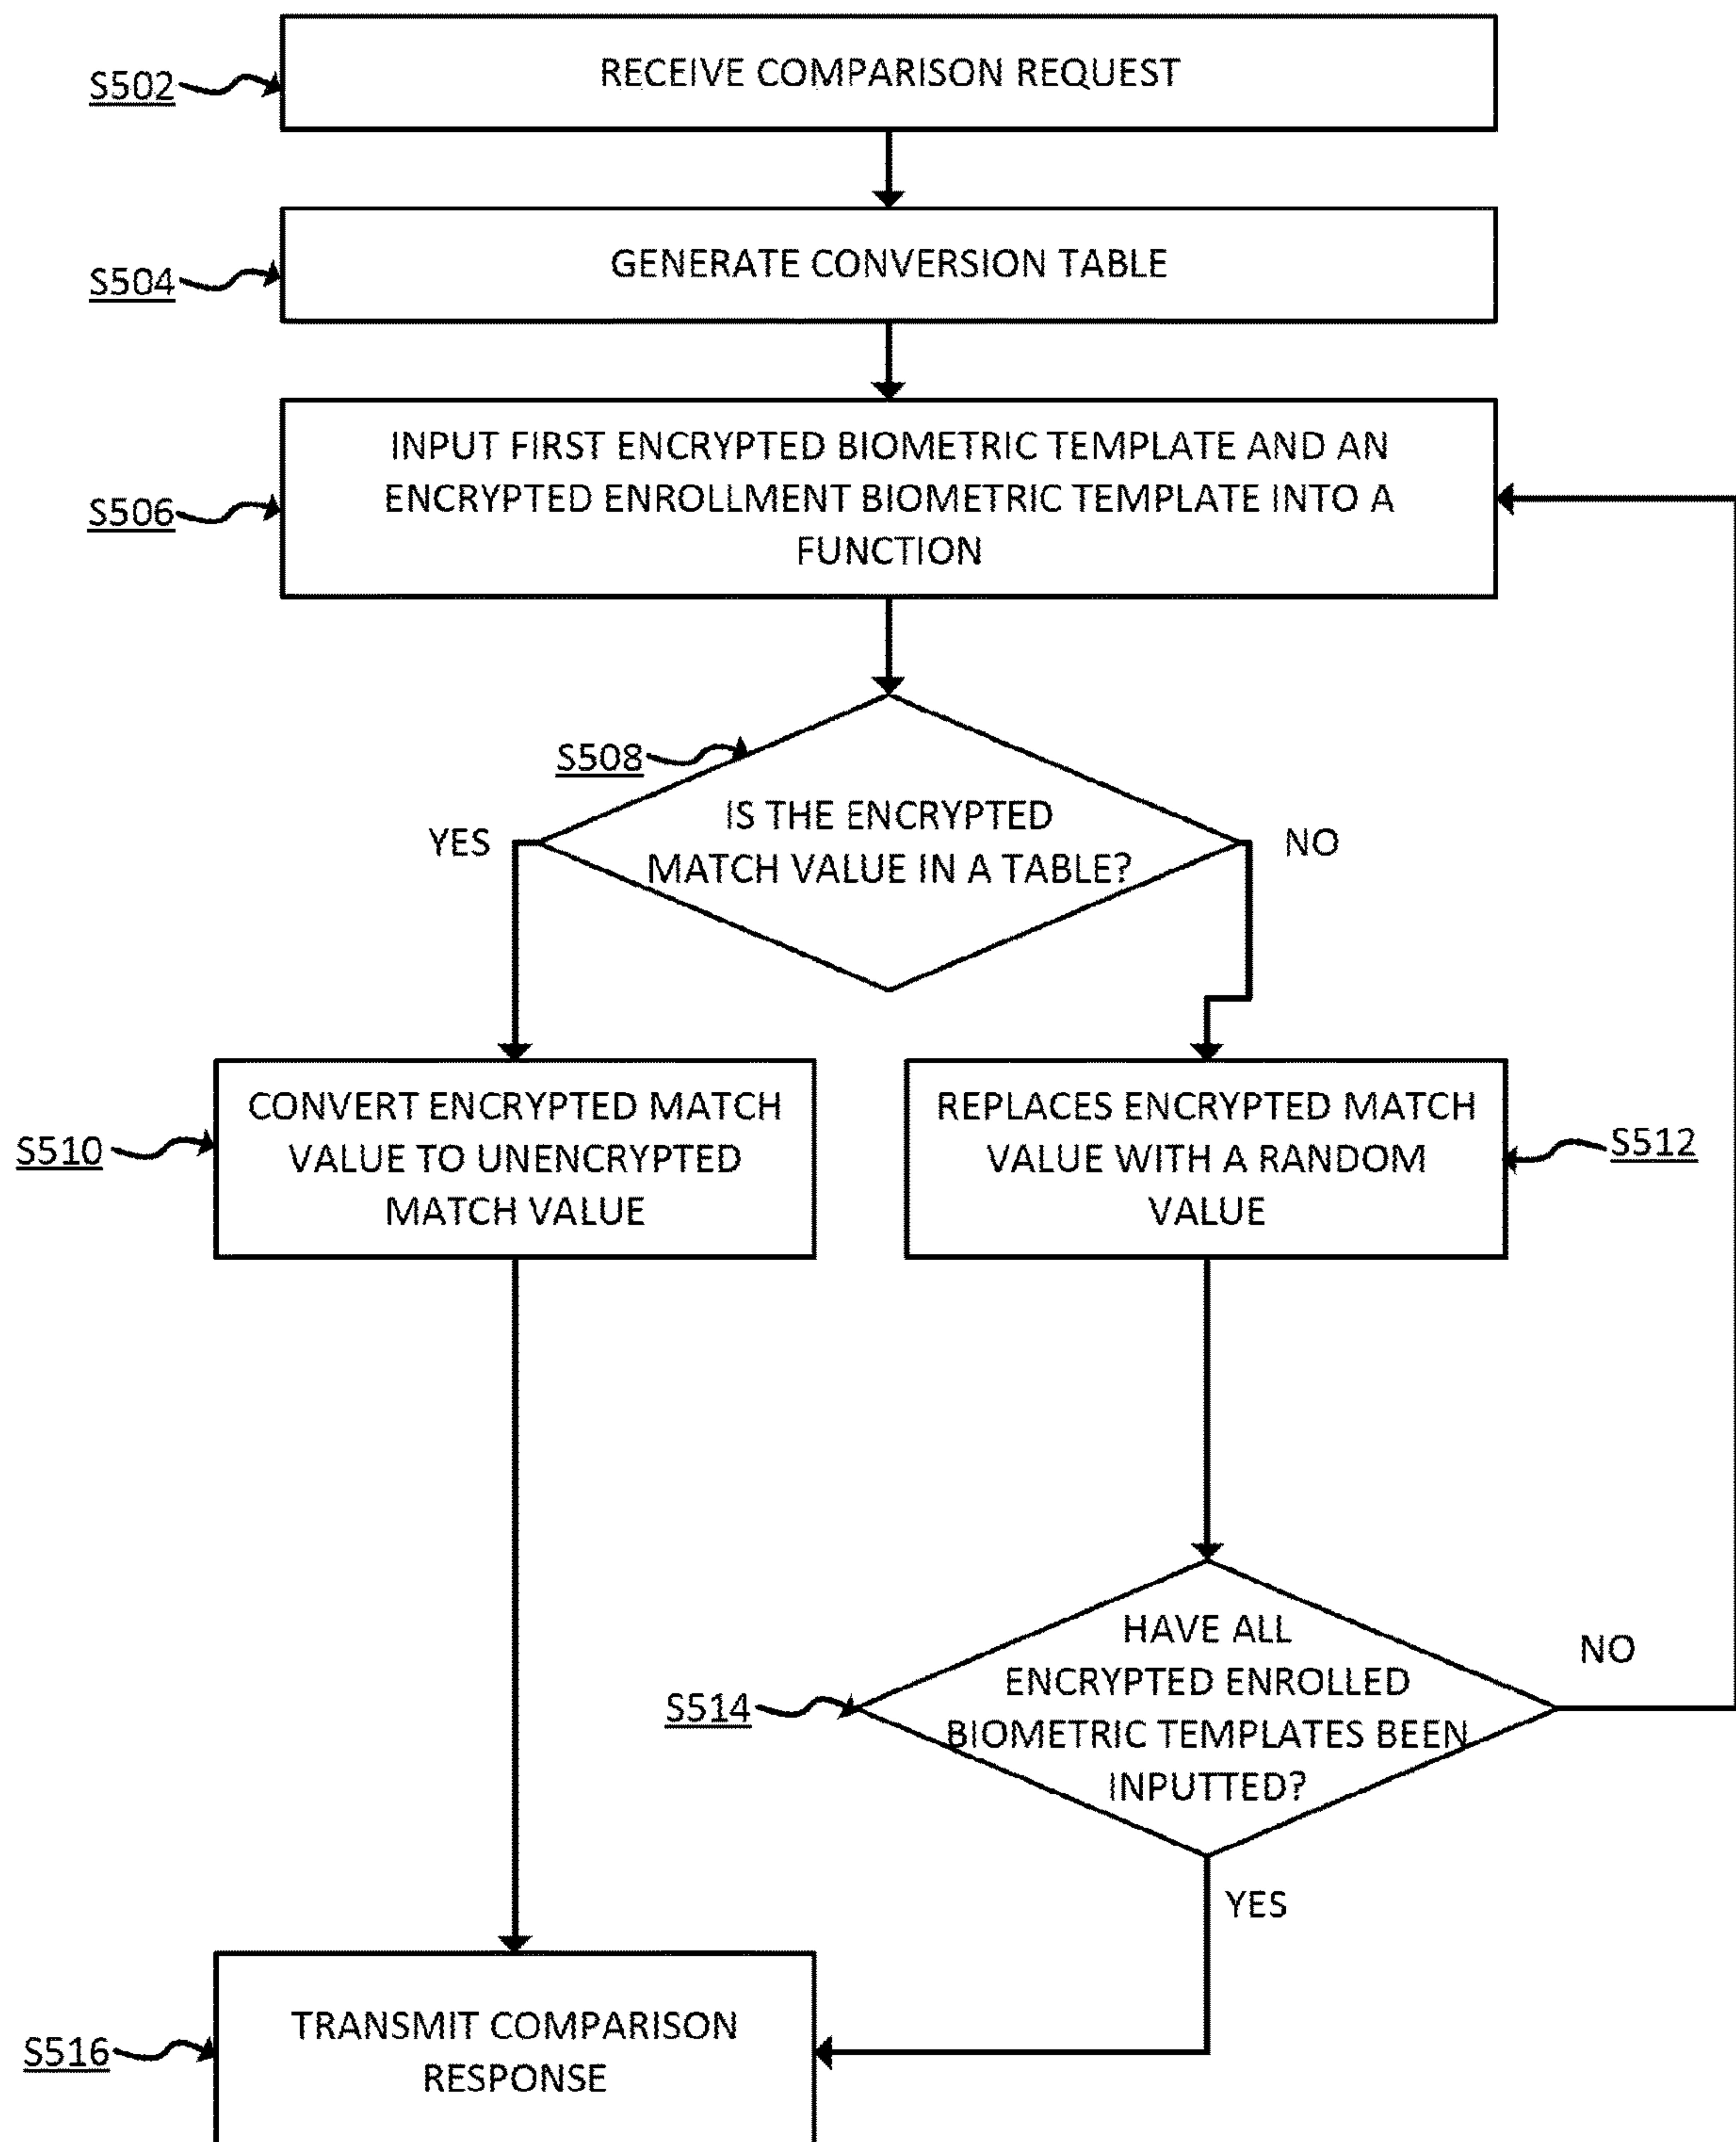 S502
RECEIVE COMPARISON REQUEST
S504
GENERATE CONVERSION TABLE
S506
INPUT FIRST ENCRYPTED BIOMETRIC TEMPLATE AND AN
ENCRYPTED ENROLLMENT BIOMETRIC TEMPLATE INTO A
FUNCTION
S508
IS THE ENCRYPTED
MATCH VALUE IN A TABLE?
YES
NO
S510
CONVERT ENCRYPTED MATCH
VALUE TO UNENCRYPTED
MATCH VALUE
REPLACES ENCRYPTED MATCH
VALUE WITH A RANDOM
VALUE
S512
S514
HAVE ALL
ENCRYPTED ENROLLED
BIOMETRIC TEMPLATES BEEN
INPUTTED?
NO
YES
S516
TRANSMIT COMPARISON
RESPONSE